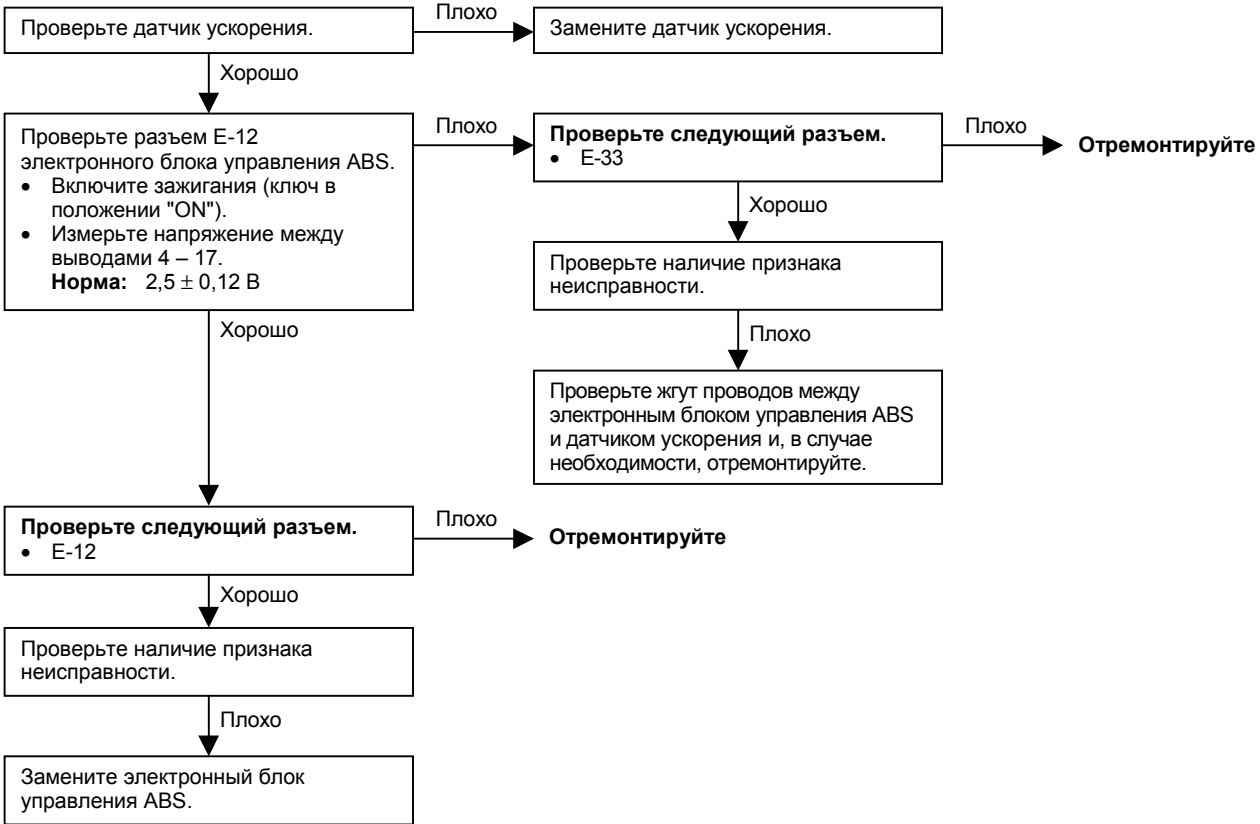 Проверьте датчик ускорения.
Плохо
Замените датчик ускорения.
Хорошо
Проверьте разъем E-12
электронного блока управления ABS.
• Включите зажигания (ключ в
положении "ON").
• Измерьте напряжение между
выводами 4 – 17.
Норма: 2,5 ± 0,12 В
Плохо
Проверьте следующий разъем.
• E-33
Плохо
Отремонтируйте
Хорошо
Проверьте наличие признака
неисправности.
Плохо
Проверьте жгут проводов между
электронным блоком управления ABS
и датчиком ускорения и, в случае
необходимости, отремонтируйте.
Хорошо
Проверьте следующий разъем.
• E-12
Плохо
Отремонтируйте
Хорошо
Проверьте наличие признака
неисправности.
Плохо
Замените электронный блок
управления ABS.